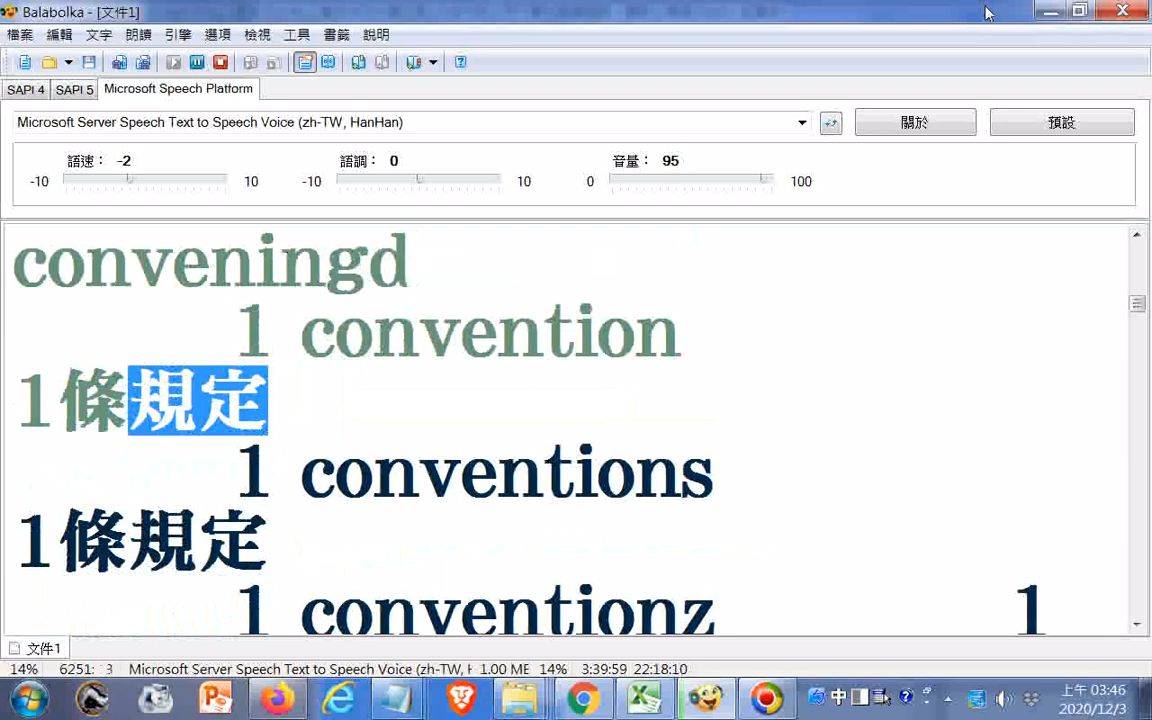 Balabolka - [文件1]
檔案 編輯 文字 朗讀 引擎 選項 檢視 工具 書籤 說明
SAPI 4 SAPI 5 Microsoft Speech Platform
Microsoft Server Speech Text to Speech Voice (zh-TW, HanHan) 關於 預設
語速： -2 語調： 0 音量： 95
-10 10 -10 10 0 100
conveningd
1 convention
1條規定
1 conventions
1條規定
1 conventionz 1
文件1
14% Microsoft Server Speech Text to Speech Voice (zh-TW, 1.00 ME 14% 3:39:59 22:18:10
中 上午 03:46
2020/12/3